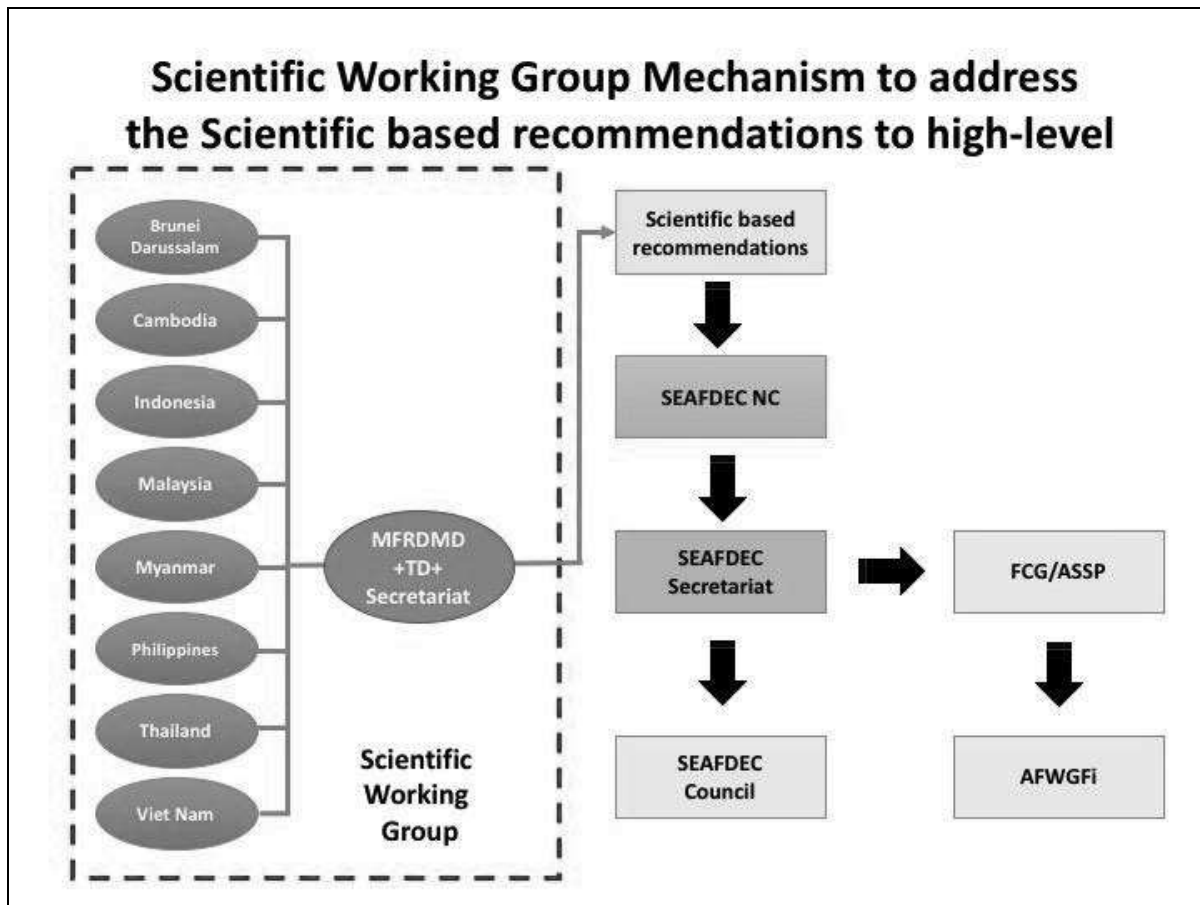 Scientific Working Group Mechanism to address
the Scientific based recommendations to high-level
Brunei
Darussalam
Cambodia
Indonesia
Malaysia
Myanmar
Philippines
Thailand
Viet Nam
MFRDMD
+TD+
Secretariat
Scientific
Working
Group
Scientific based
recommendations
SEAFDEC NC
SEAFDEC
Secretariat
FCG/ASSP
SEAFDEC
Council
AFWGFi